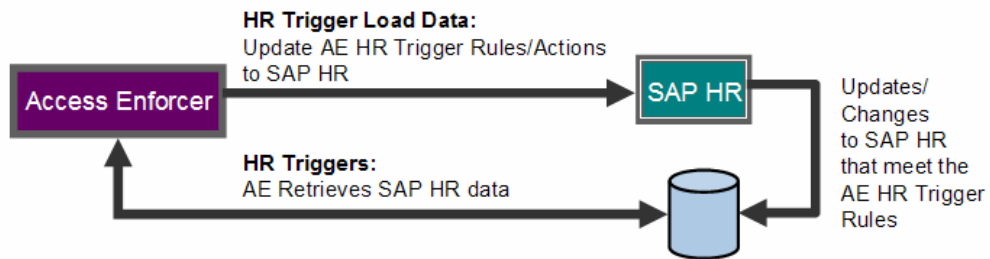 HR Trigger Load Data:
Update AE HR Trigger Rules/Actions
to SAP HR
Access Enforcer
SAP HR
Updates/
Changes
to SAP HR
that meet the
AE HR Trigger
Rules
HR Triggers:
AE Retrieves SAP HR data